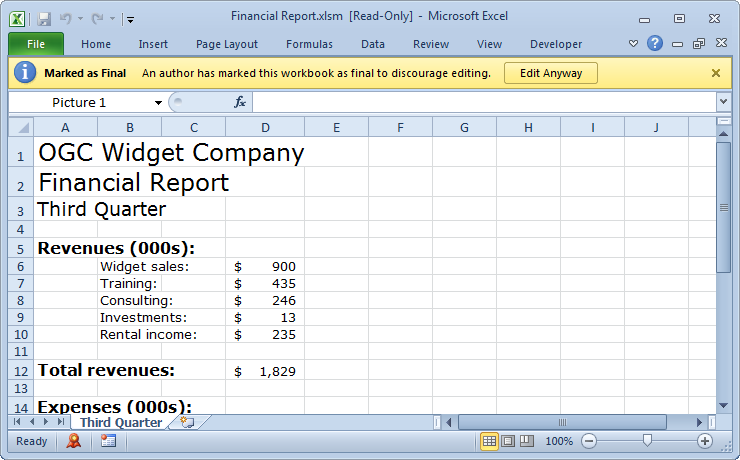 Financial Report.xlsm [Read-Only] - Microsoft Excel
File Home Insert Page Layout Formulas Data Review View Developer
Marked as Final An author has marked this workbook as final to discourage editing. Edit Anyway
Picture 1 fx
A B C D E F G H I J
1 OGC Widget Company
2 Financial Report
3 Third Quarter
4
5 Revenues (000s):
6 Widget sales: $ 900
7 Training: $ 435
8 Consulting: $ 246
9 Investments: $ 13
10 Rental income: $ 235
11
12 Total revenues: $ 1,829
13
14 Expenses (000s):
Third Quarter
Ready 100%